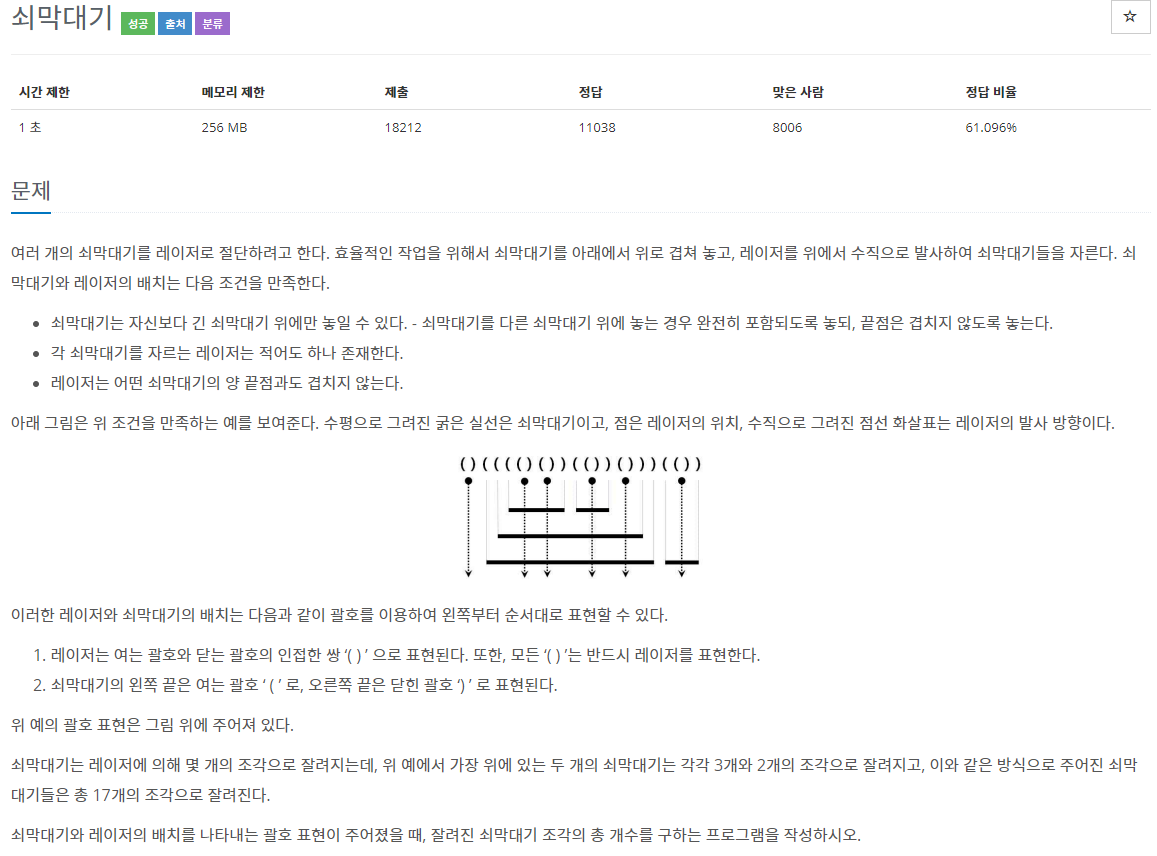 쇠막대기 성공 출처 분류
☆
시간 제한 메모리 제한 제출 정답 맞은 사람 정답 비율
1 초 256 MB 18212 11038 8006 61.096%
문제
여러 개의 쇠막대기를 레이저로 절단하려고 한다. 효율적인 작업을 위해서 쇠막대기를 아래에서 위로 겹쳐 놓고, 레이저를 위에서 수직으로 발사하여 쇠막대기들을 자른다. 쇠
막대기와 레이저의 배치는 다음 조건을 만족한다.
• 쇠막대기는 자신보다 긴 쇠막대기 위에만 놓일 수 있다. - 쇠막대기를 다른 쇠막대기 위에 놓는 경우 완전히 포함되도록 놓되, 끝점은 겹치지 않도록 놓는다.
• 각 쇠막대기를 자르는 레이저는 적어도 하나 존재한다.
• 레이저는 어떤 쇠막대기의 양 끝점과도 겹치지 않는다.
아래 그림은 위 조건을 만족하는 예를 보여준다. 수평으로 그려진 굵은 실선은 쇠막대기이고, 점은 레이저의 위치, 수직으로 그려진 점선 화살표는 레이저의 발사 방향이다.
( ) ( ( ( ( ) ( ) ) ( ( ) ) ( ) ) ) ( ( ) )
이러한 레이저와 쇠막대기의 배치는 다음과 같이 괄호를 이용하여 왼쪽부터 순서대로 표현할 수 있다.
1. 레이저는 여는 괄호와 닫는 괄호의 인접한 쌍 ‘( ) ’ 으로 표현된다. 또한, 모든 ‘( ) ’는 반드시 레이저를 표현한다.
2. 쇠막대기의 왼쪽 끝은 여는 괄호 ‘ ( ’ 로, 오른쪽 끝은 닫힌 괄호 ‘) ’ 로 표현된다.
위 예의 괄호 표현은 그림 위에 주어져 있다.
쇠막대기는 레이저에 의해 몇 개의 조각으로 잘려지는데, 위 예에서 가장 위에 있는 두 개의 쇠막대기는 각각 3개와 2개의 조각으로 잘려지고, 이와 같은 방식으로 주어진 쇠막
대기들은 총 17개의 조각으로 잘려진다.
쇠막대기와 레이저의 배치를 나타내는 괄호 표현이 주어졌을 때, 잘려진 쇠막대기 조각의 총 개수를 구하는 프로그램을 작성하시오.